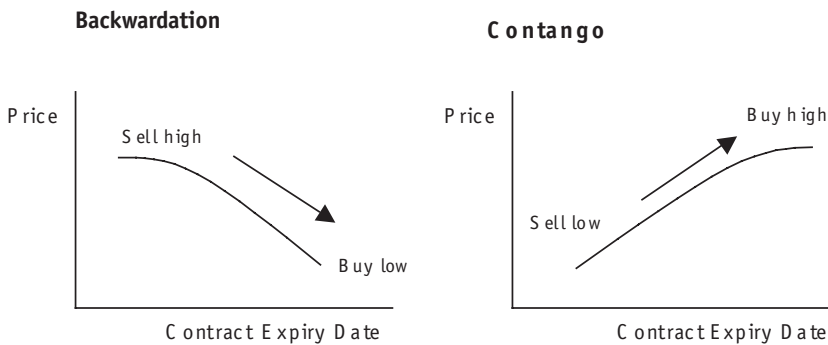 Backwardation
Price
Sell high
Buy low
Contract Expiry Date
Contango
Price
Buy high
Sell low
Contract Expiry Date